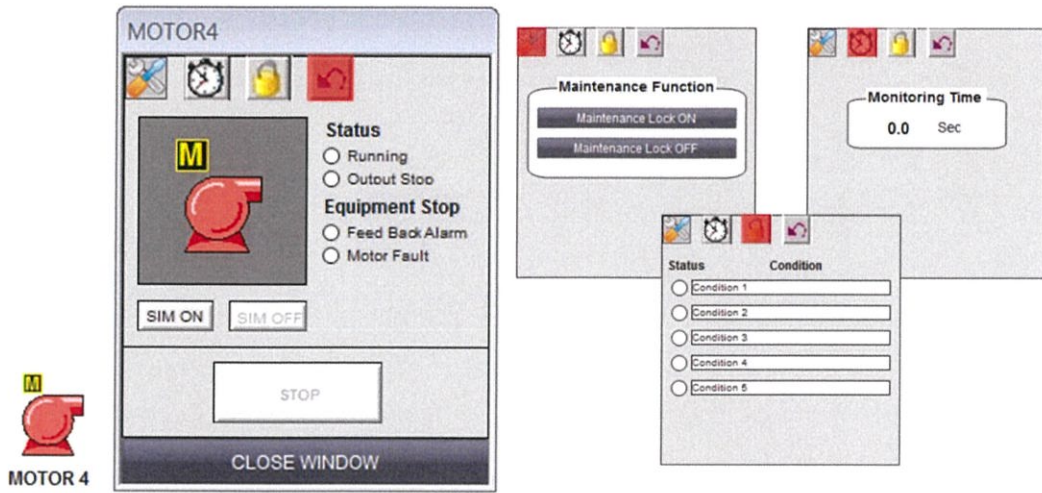 MOTOR4
M
Status
Running
Output Stop
Equipment Stop
Feed Back Alarm
Motor Fault
SIM ON
SIM OFF
STOP
CLOSE WINDOW
M
MOTOR 4
Maintenance Function
Maintenance Lock ON
Maintenance Lock OFF
Monitoring Time
0.0 Sec
Status Condition
Condition 1
Condition 2
Condition 3
Condition 4
Condition 5